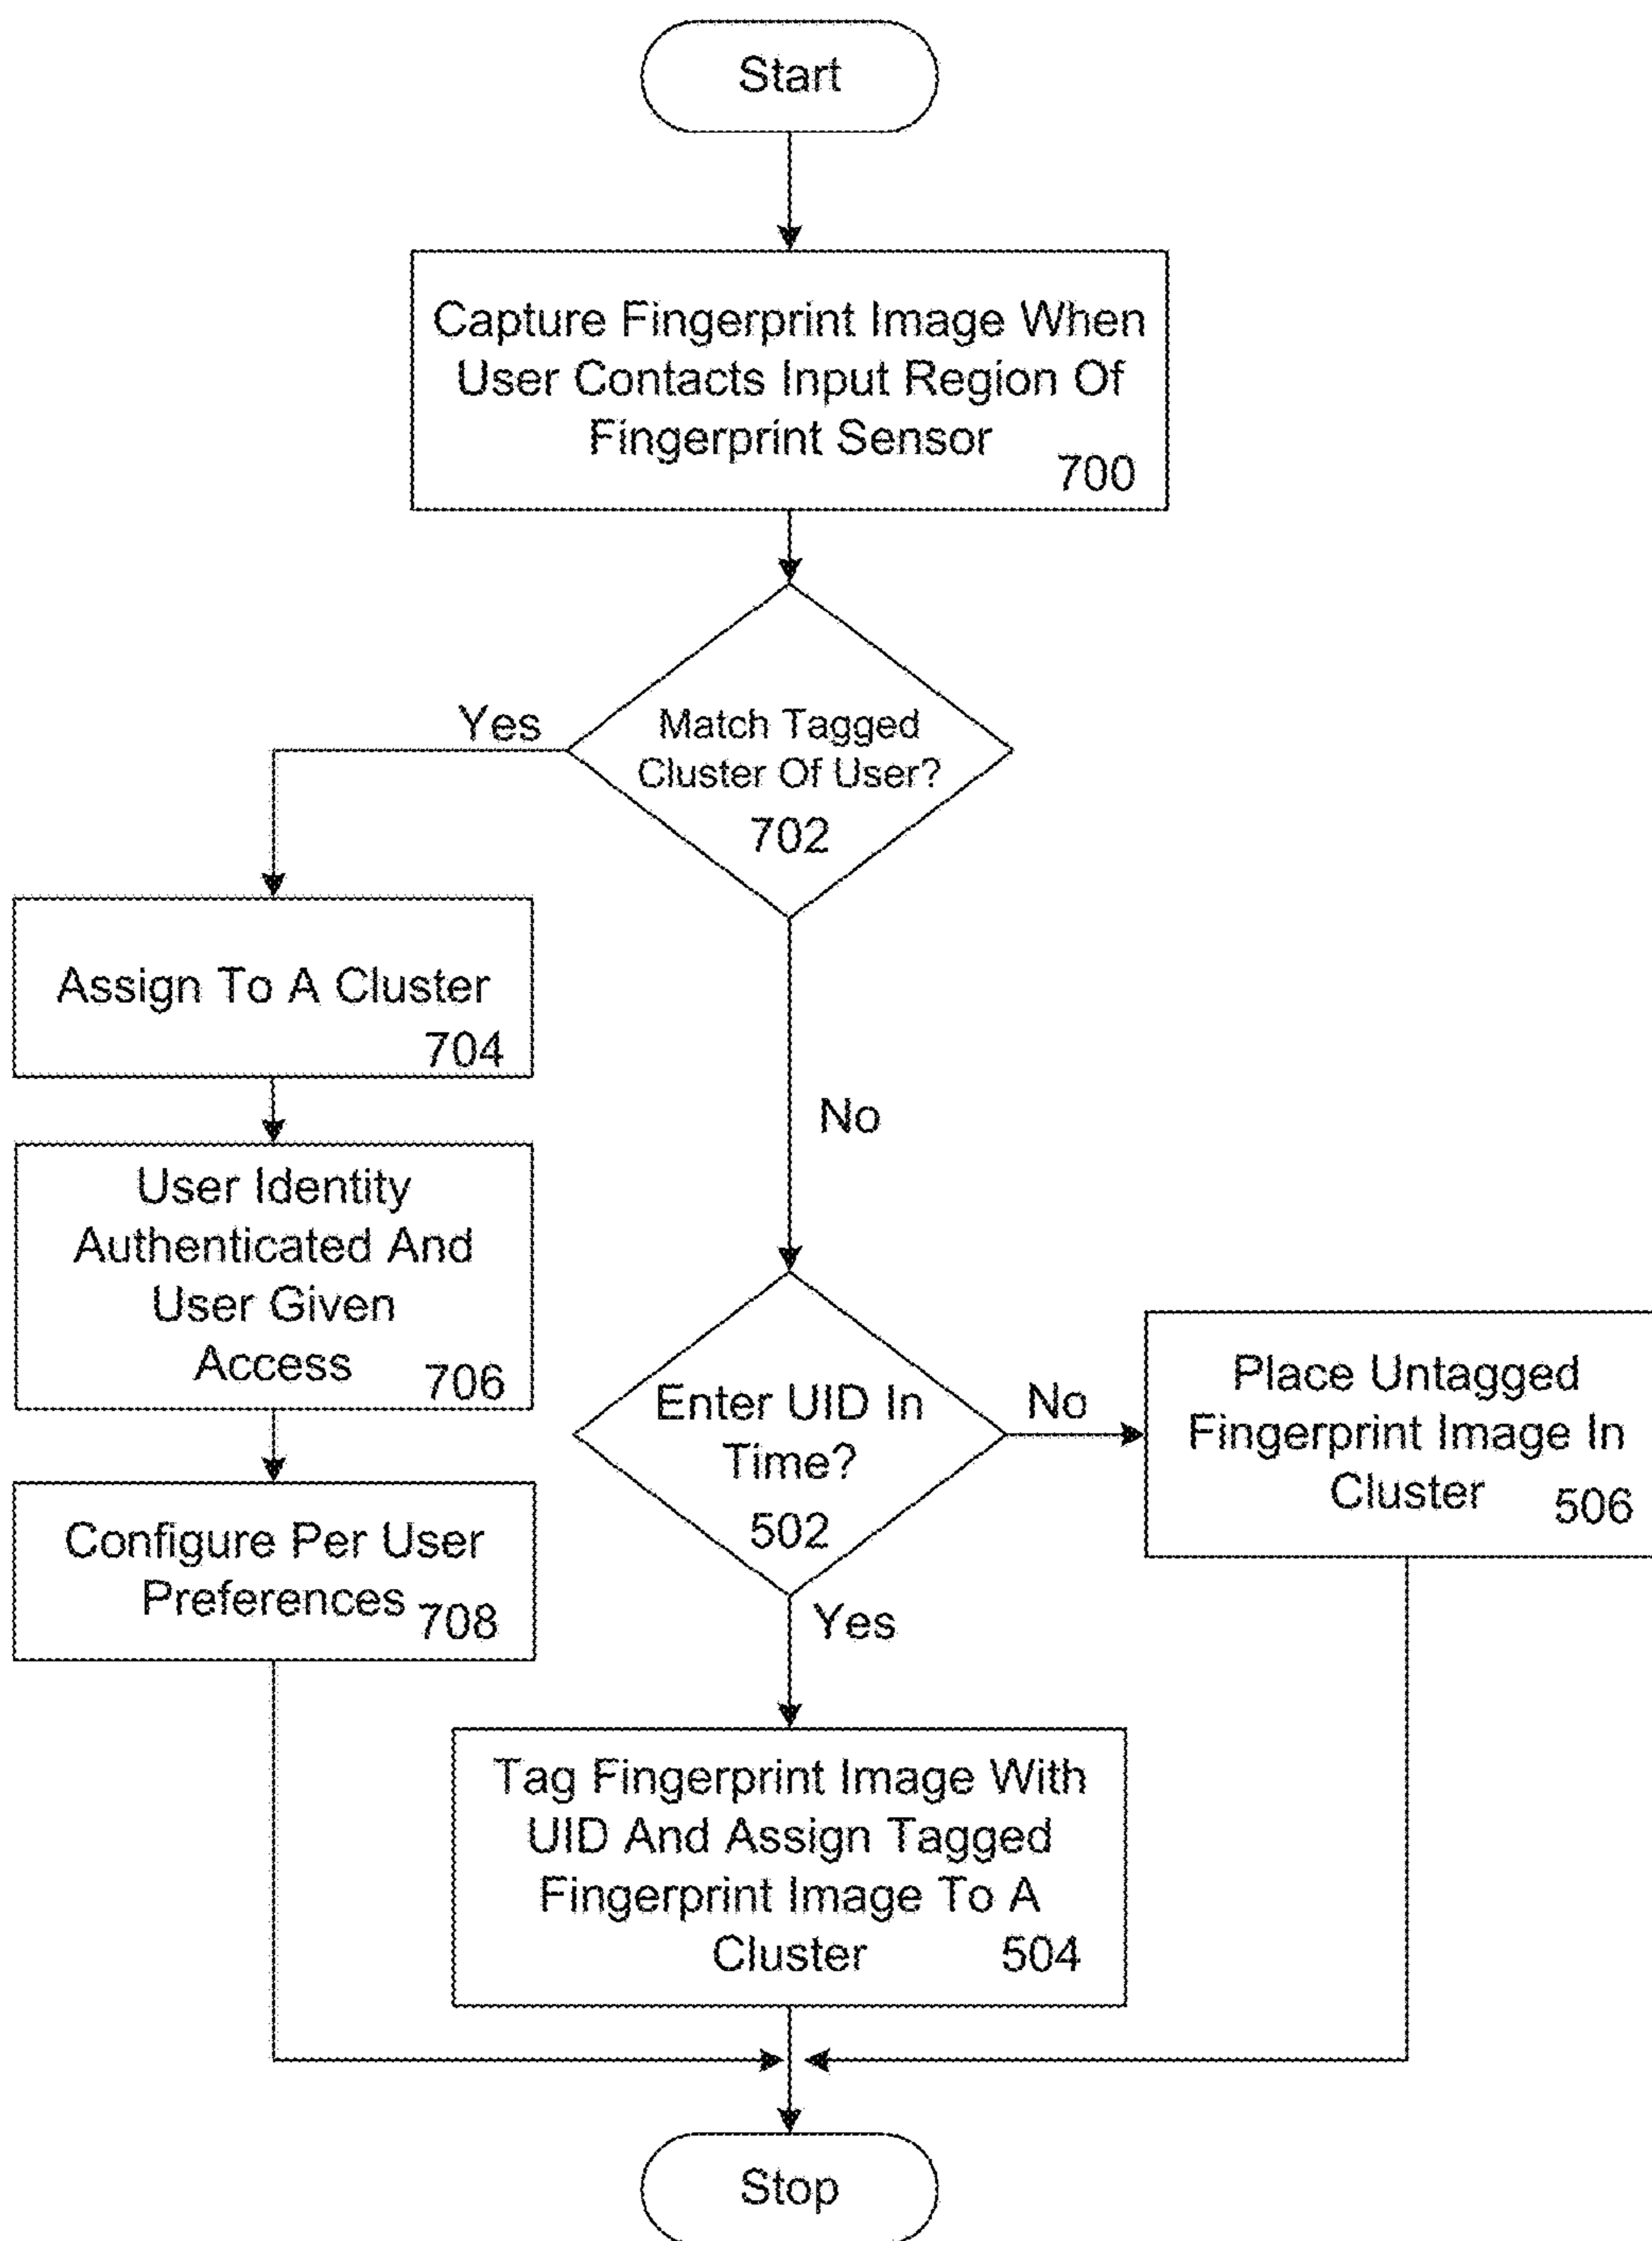 Start
Capture Fingerprint Image When
User Contacts Input Region Of
Fingerprint Sensor
700
Yes
Match Tagged
Cluster Of User?
702
Assign To A Cluster
704
No
User Identity
Authenticated And
User Given
Access
706
Enter UID In
Time?
502
No
Place Untagged
Fingerprint Image In
Cluster
506
Configure Per User
Preferences
708
Yes
Tag Fingerprint Image With
UID And Assign Tagged
Fingerprint Image To A
Cluster
504
Stop